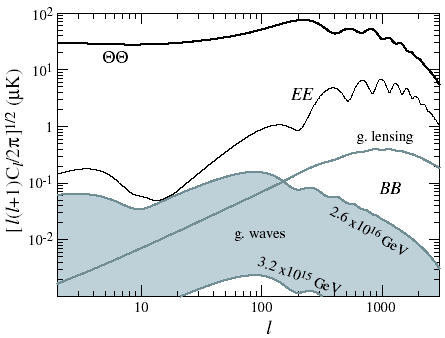 10²
10¹
1
10⁻¹
10⁻²
[l(l+1)Cₗ/2π]^1/2 (μK)
ΘΘ
EE
g. lensing
BB
g. waves
2.6 x10¹⁶ GeV
3.2 x10¹⁵ GeV
10 100 1000
l